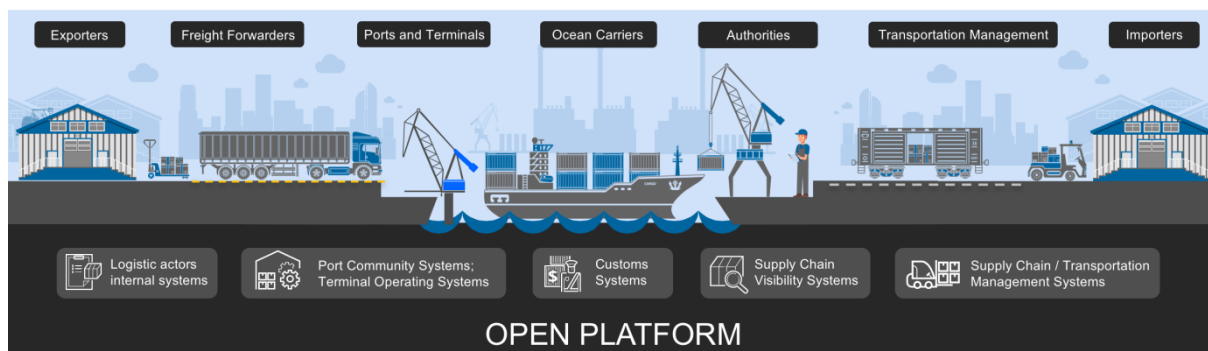 Exporters
Freight Forwarders
Ports and Terminals
Ocean Carriers
Authorities
Transportation Management
Importers
CARGO
Logistic actors
internal systems
Port Community Systems;
Terminal Operating Systems
Customs
Systems
Supply Chain
Visibility Systems
Supply Chain / Transportation
Management Systems
OPEN PLATFORM